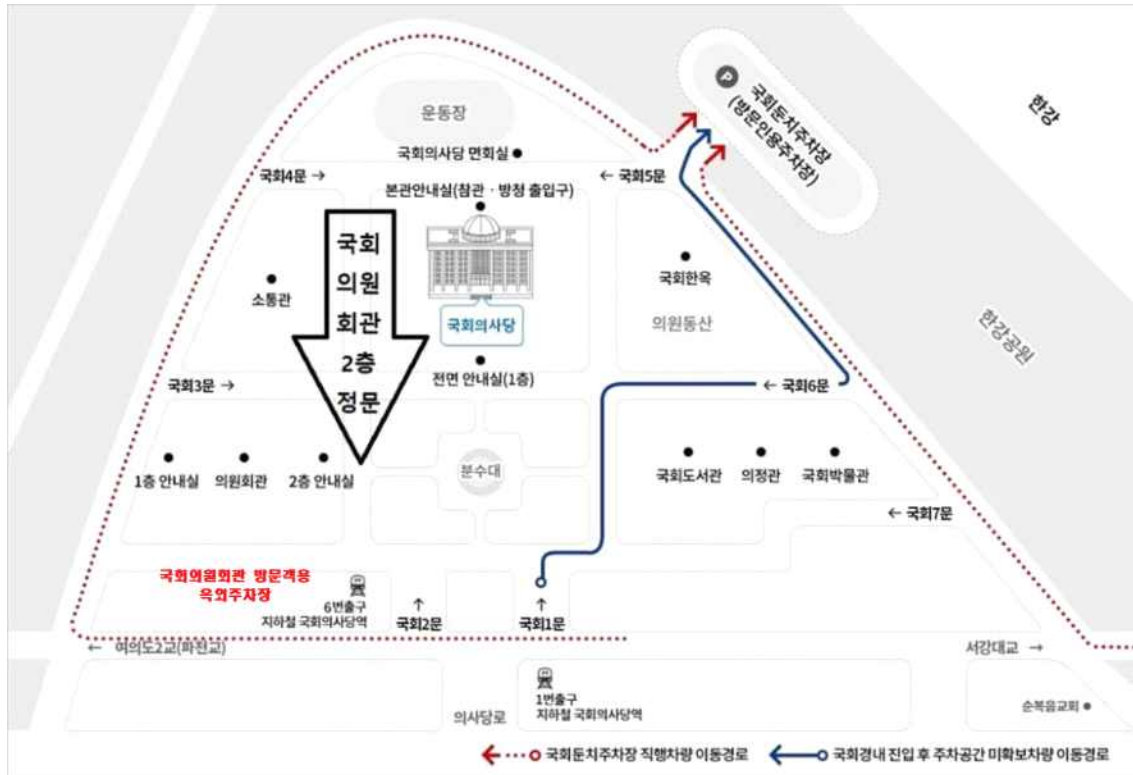 운동장
P
국회둔치주차장
(방문인용주차장)
한강
국회의사당 면회실
국회4문 →
← 국회5문
본관안내실(참관 · 방청 출입구)
국회
의원
회관
2층
정문
국회한옥
소통관
국회의사당
의원동산
한강공원
전면 안내실(1층)
국회3문 →
← 국회6문
1층 안내실
의원회관
2층 안내실
분수대
국회도서관
의정관
국회박물관
← 국회7문
국회의원회관 방문객용
옥외주차장
6번출구
지하철 국회의사당역
↑
국회2문
↑
국회1문
← 여의도2교(파천교)
서강대교 →
1번출구
지하철 국회의사당역
의사당로
순복음교회
국회둔치주차장 직행차량 이동경로
국회경내 진입 후 주차공간 미확보차량 이동경로